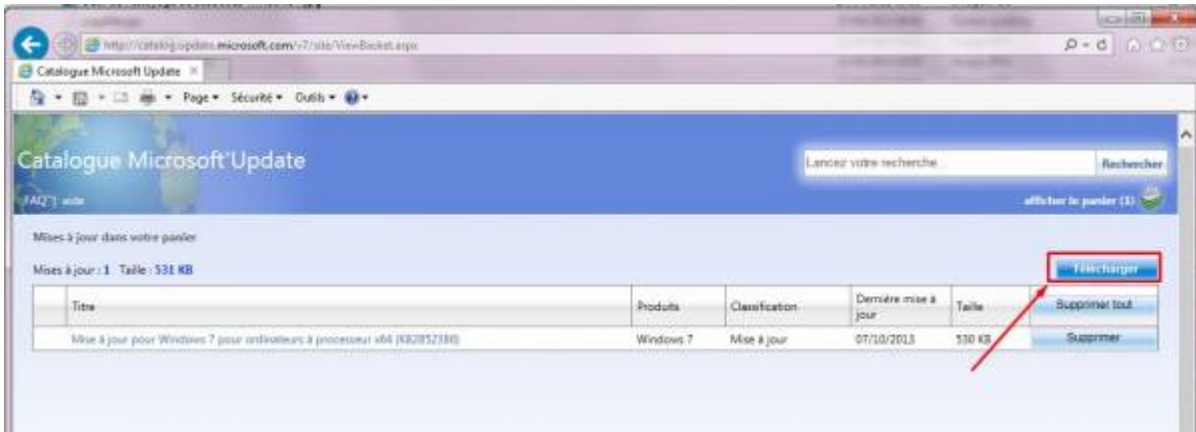 http://catalog.update.microsoft.com/v7/site/ViewBasket.aspx
Catalogue Microsoft Update
Page Sécurité Outils
Catalogue Microsoft Update
Lancez votre recherche...
Rechercher
FAQ | aide
afficher le panier (1)
Mises à jour dans votre panier
Mises à jour : 1 Taille : 531 KB
Télécharger
Titre Produits Classification Dernière mise à jour Taille Supprimer tout
Mise à jour pour Windows 7 pour ordinateurs à processeur x64 (KB2852386) Windows 7 Mise à jour 07/10/2013 530 KB Supprimer